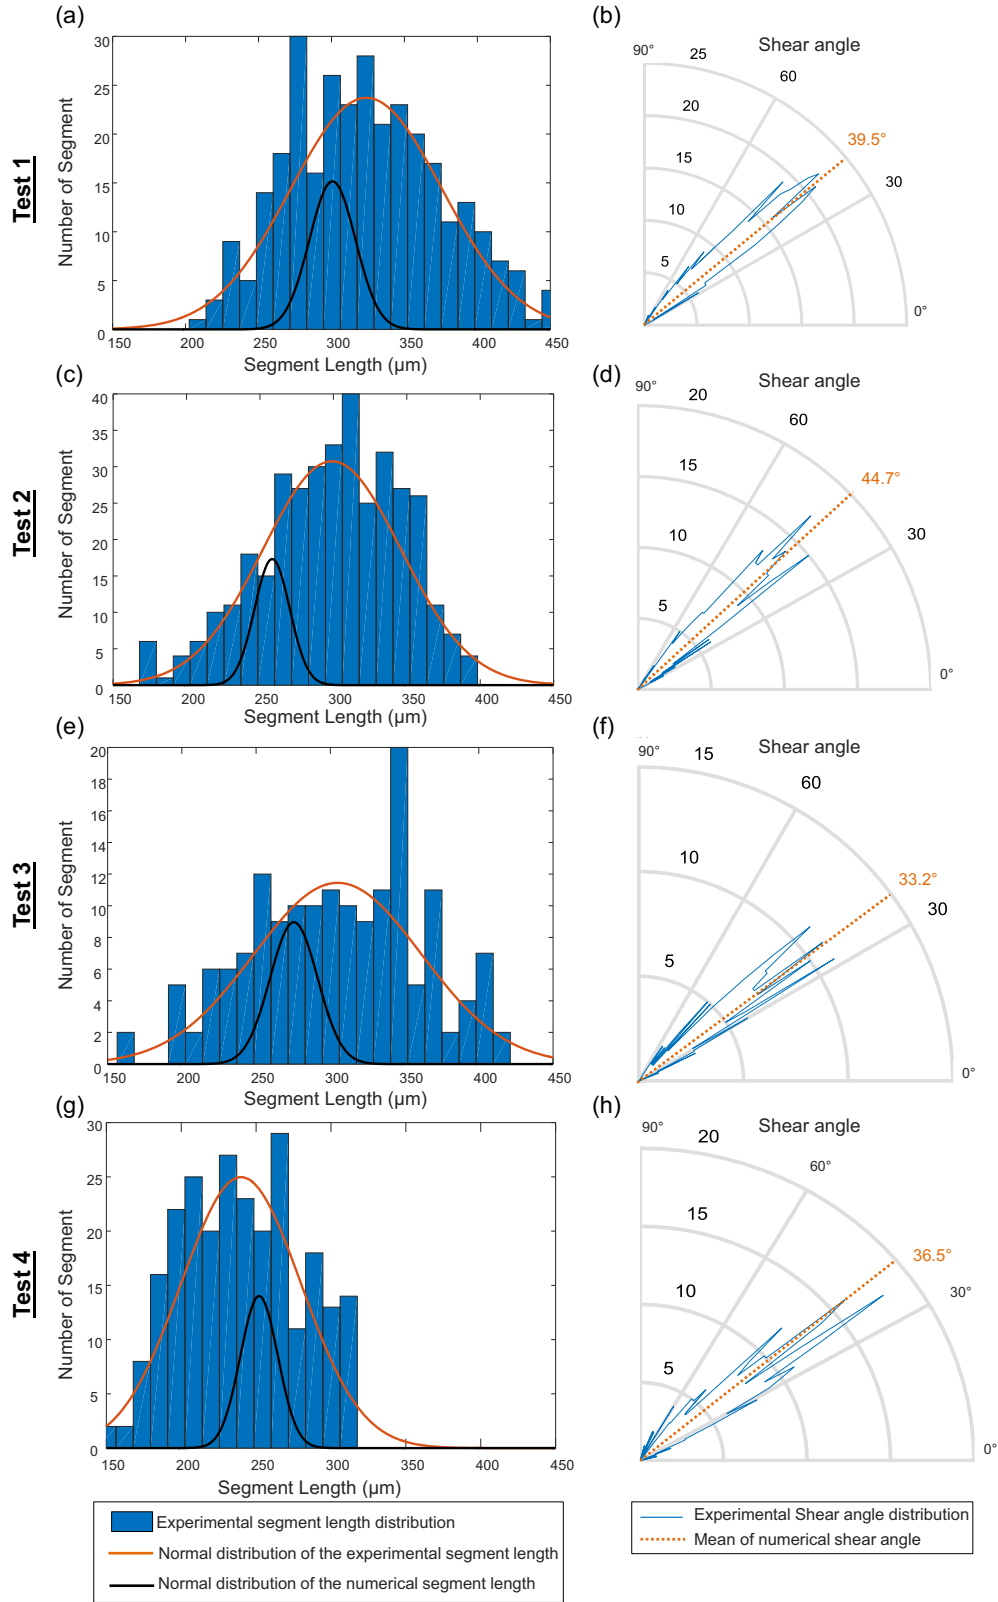 (a)
(b)
Test 1
Number of Segment
30
25
20
15
10
5
0
150 200 250 300 350 400 450
Segment Length (µm)
Shear angle
90°
25
60
20
39.5°
15
30
10
5
0°
(c)
(d)
Test 2
Number of Segment
40
35
30
25
20
15
10
5
0
150 200 250 300 350 400 450
Segment Length (µm)
Shear angle
90°
20
60
15
44.7°
10
30
5
0°
(e)
(f)
Test 3
Number of Segment
20
18
16
14
12
10
8
6
4
2
0
150 200 250 300 350 400 450
Segment Length (µm)
Shear angle
90°
15
60
10
33.2°
30
5
0°
(g)
(h)
Test 4
Number of Segment
30
25
20
15
10
5
0
150 200 250 300 350 400 450
Segment Length (µm)
Shear angle
90°
20
60°
15
36.5°
10
30°
5
0°
Experimental segment length distribution
Normal distribution of the experimental segment length
Normal distribution of the numerical segment length
Experimental Shear angle distribution
Mean of numerical shear angle